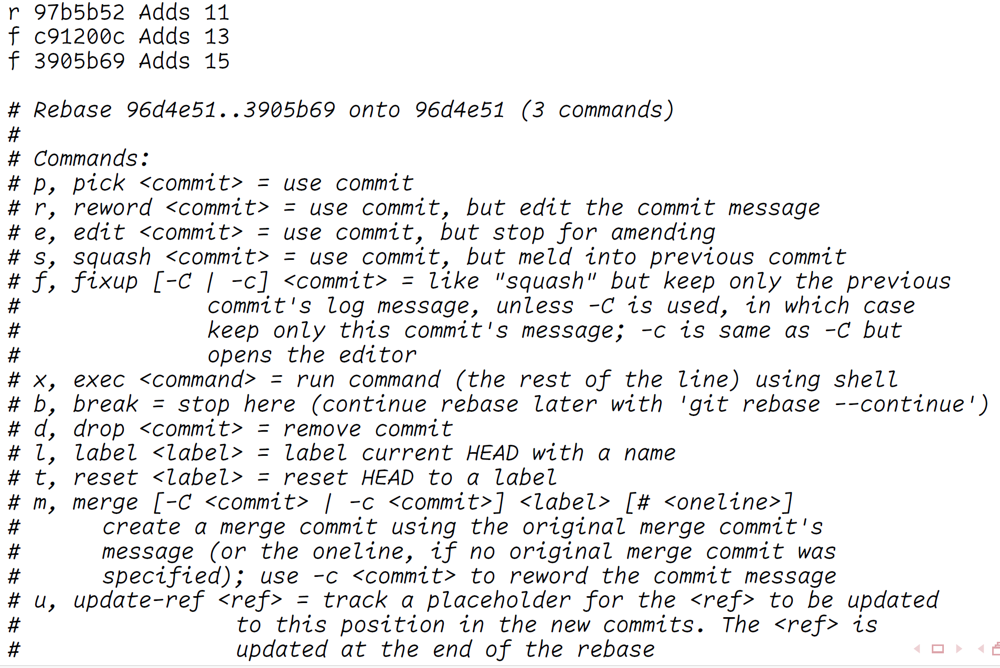 r 97b5b52 Adds 11
f c91200c Adds 13
f 3905b69 Adds 15
# Rebase 96d4e51..3905b69 onto 96d4e51 (3 commands)
#
# Commands:
# p, pick <commit> = use commit
# r, reword <commit> = use commit, but edit the commit message
# e, edit <commit> = use commit, but stop for amending
# s, squash <commit> = use commit, but meld into previous commit
# f, fixup [-C | -c] <commit> = like "squash" but keep only the previous
#                commit's log message, unless -C is used, in which case
#                keep only this commit's message; -c is same as -C but
#                opens the editor
# x, exec <command> = run command (the rest of the line) using shell
# b, break = stop here (continue rebase later with 'git rebase --continue')
# d, drop <commit> = remove commit
# l, label <label> = label current HEAD with a name
# t, reset <label> = reset HEAD to a label
# m, merge [-C <commit> | -c <commit>] <label> [# <oneline>]
#       create a merge commit using the original merge commit's
#       message (or the oneline, if no original merge commit was
#       specified); use -c <commit> to reword the commit message
# u, update-ref <ref> = track a placeholder for the <ref> to be updated
#                  to this position in the new commits. The <ref> is
#                  updated at the end of the rebase